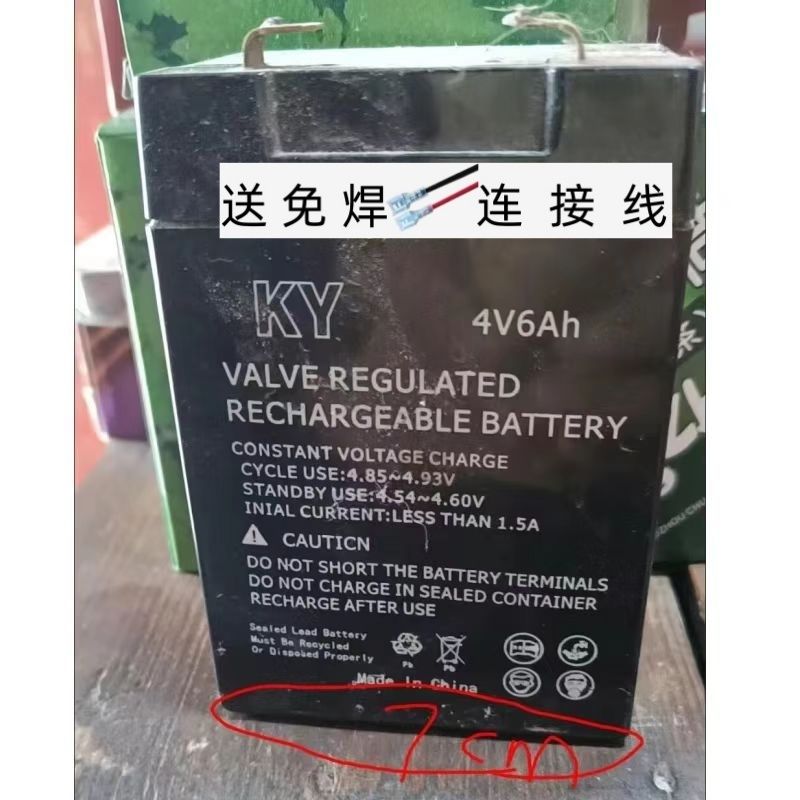 送免焊连接线
KY
4V6Ah
VALVE REGULATED
RECHARGEABLE BATTERY
CONSTANT VOLTAGE CHARGE
CYCLE USE:4.85~4.93V
STANDBY USE:4.54~4.60V
INIAL CURRENT:LESS THAN 1.5A
CAUTICN
DO NOT SHORT THE BATTERY TERMINALS
DO NOT CHARGE IN SEALED CONTAINER
RECHARGE AFTER USE
Sealed Lead Battery
Must Be Recycled
Or Disposed Properly
Pb Pb
Made In China
7cm